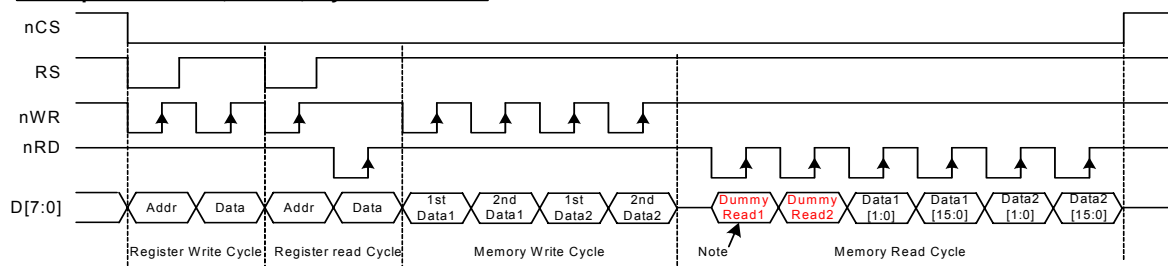 nCS
RS
nWR
nRD
D[7:0]
Addr
Data
Addr
Data
1st
Data1
2nd
Data1
1st
Data2
2nd
Data2
Dummy
Read1
Dummy
Read2
Data1
[1:0]
Data1
[15:0]
Data2
[1:0]
Data2
[15:0]
Register Write Cycle
Register read Cycle
Memory Write Cycle
Note
Memory Read Cycle